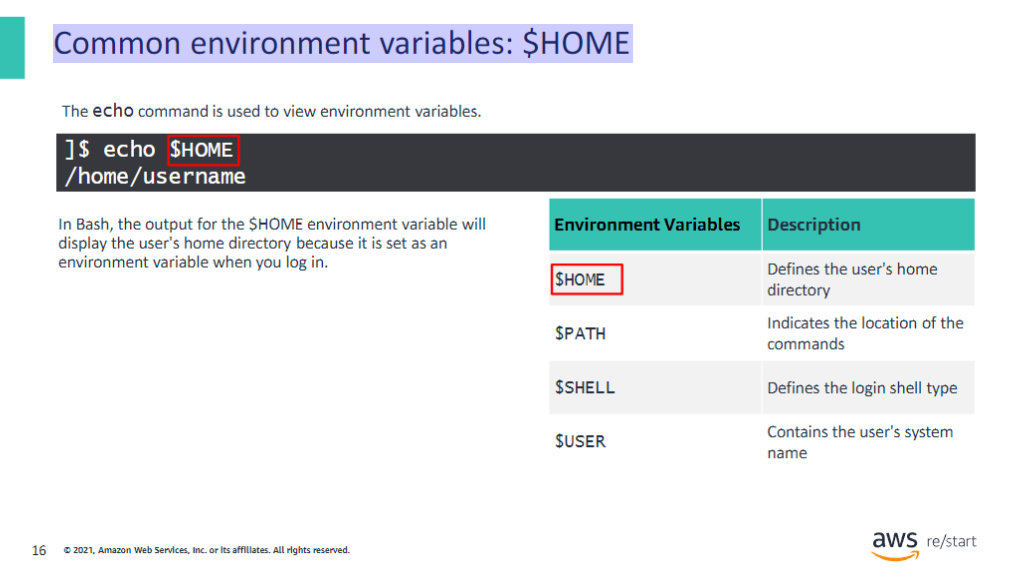 Common environment variables: $HOME
The echo command is used to view environment variables.
]$ echo $HOME
/home/username
In Bash, the output for the $HOME environment variable will
display the user's home directory because it is set as an
environment variable when you log in.
Environment Variables Description
$HOME Defines the user's home
directory
$PATH Indicates the location of the
commands
$SHELL Defines the login shell type
$USER Contains the user's system
name
16 © 2021, Amazon Web Services, Inc. or its affiliates. All rights reserved.
aws re/start